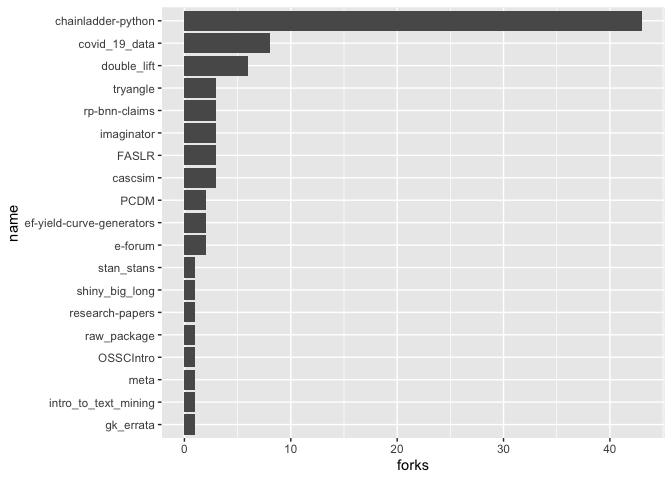 chainladder-python
covid_19_data
double_lift
tryangle
rp-bnn-claims
imaginator
FASLR
cascsim
PCDM
ef-yield-curve-generators
e-forum
stan_stans
shiny_big_long
research-papers
raw_package
OSSCIntro
meta
intro_to_text_mining
gk_errata
name
0 10 20 30 40
forks